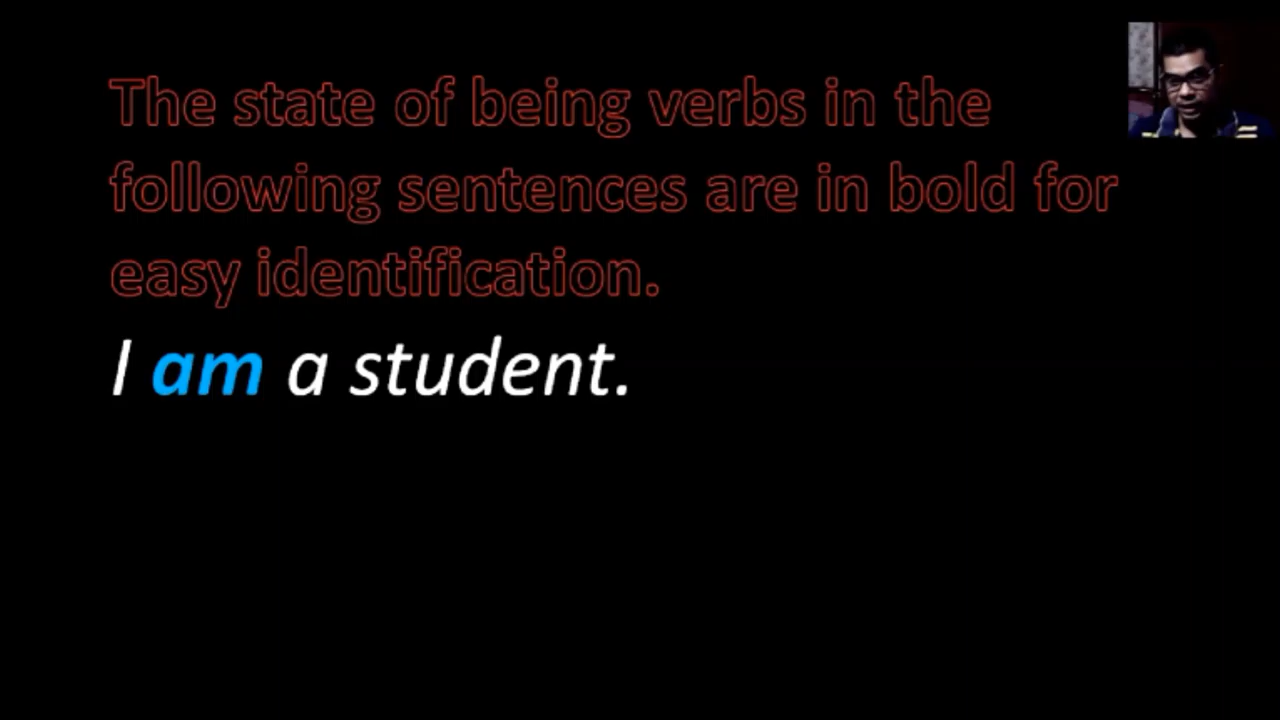 The state of being verbs in the
following sentences are in bold for
easy identification.
I am a student.